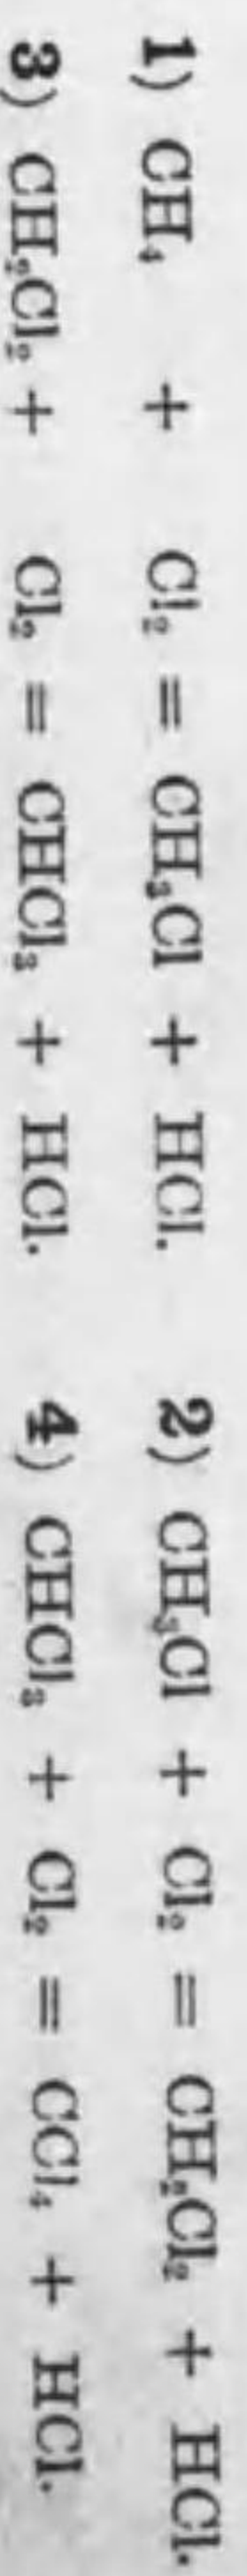 1) CH₄ + Cl₂ = CH₃Cl + HCl. 2) CH₃Cl + Cl₂ = CH₂Cl₂ + HCl.
3) CH₂Cl₂ + Cl₂ = CHCl₃ + HCl. 4) CHCl₃ + Cl₂ = CCl₄ + HCl.